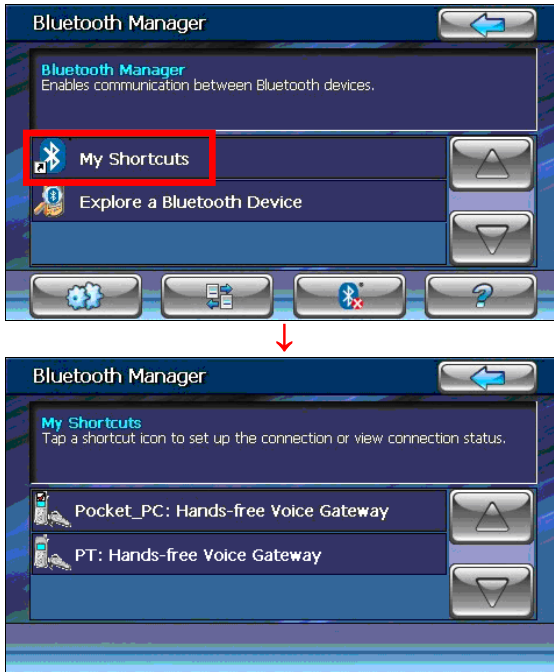 Bluetooth Manager
Bluetooth Manager
Enables communication between Bluetooth devices.
My Shortcuts
Explore a Bluetooth Device
?
↓
Bluetooth Manager
My Shortcuts
Tap a shortcut icon to set up the connection or view connection status.
Pocket_PC: Hands-free Voice Gateway
PT: Hands-free Voice Gateway